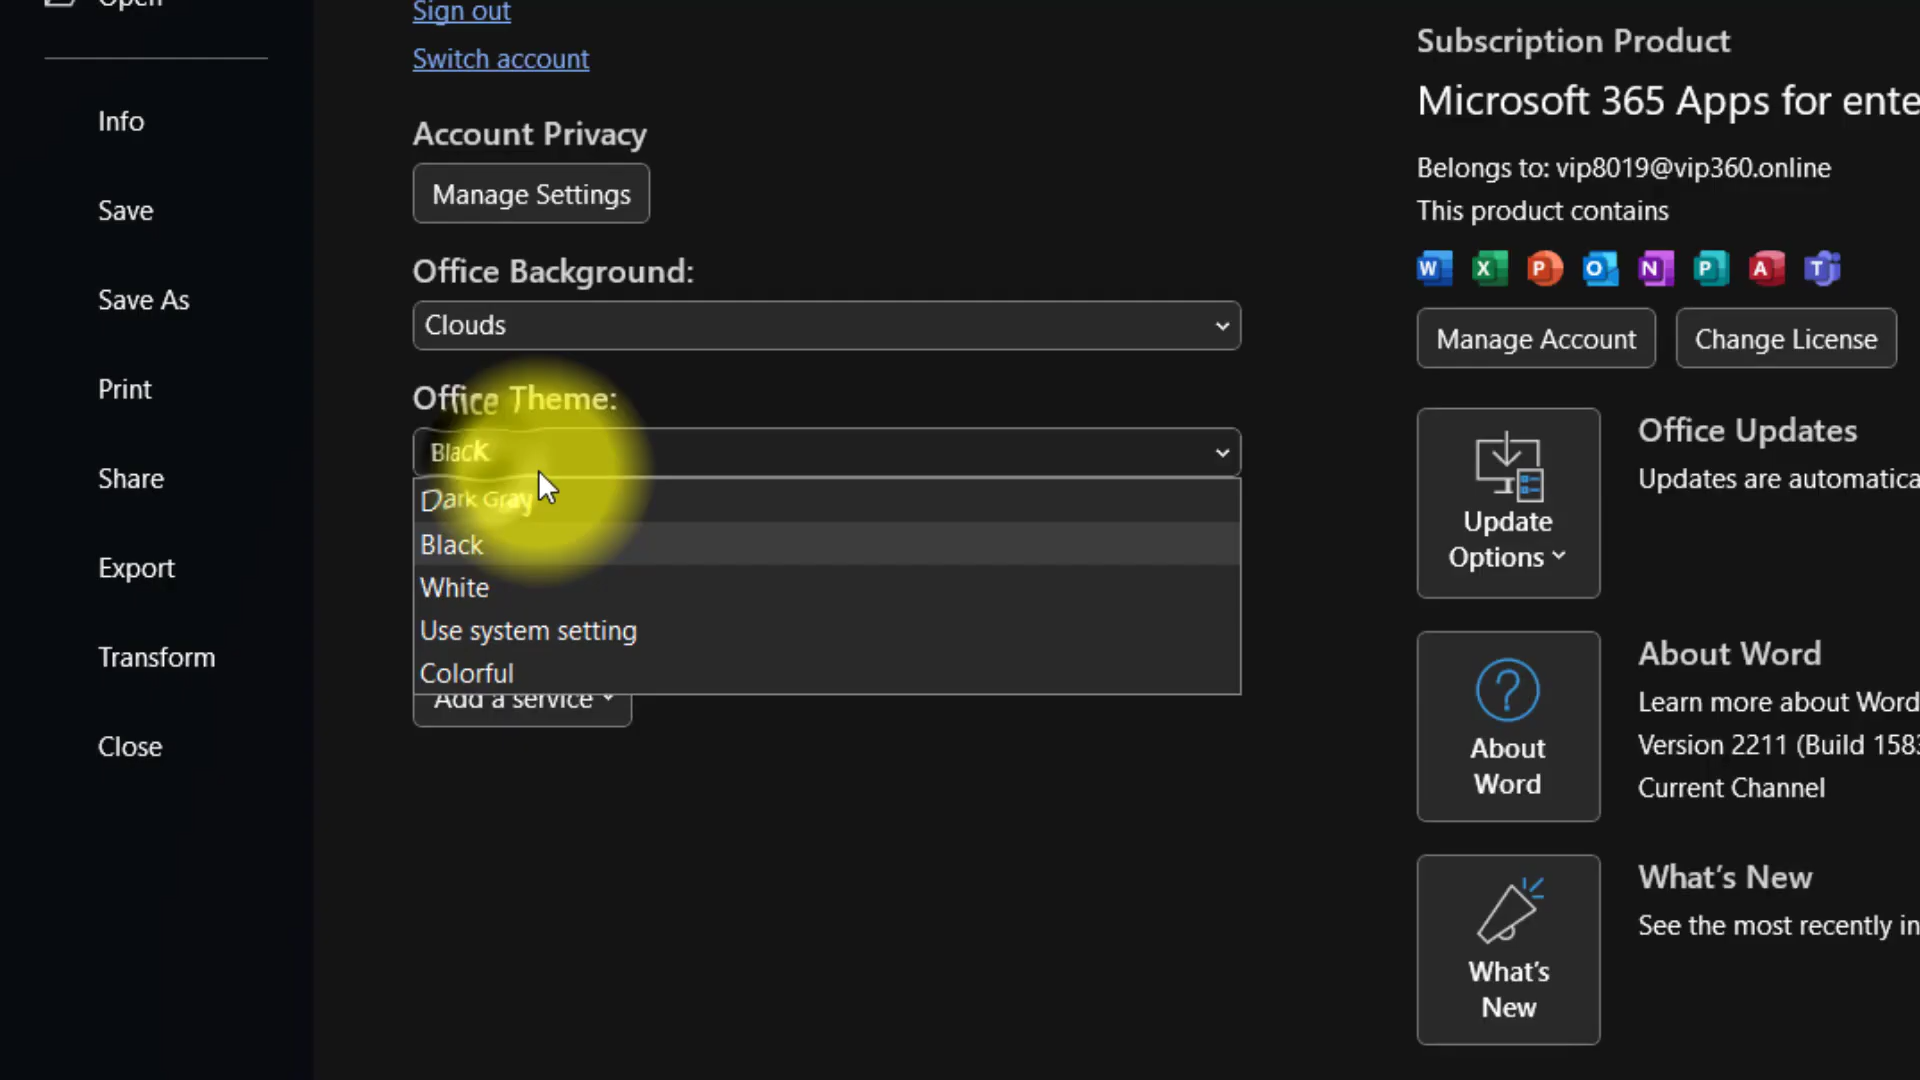 Open
Info
Save
Save As
Print
Share
Export
Transform
Close
Sign out
Switch account
Account Privacy
Manage Settings
Office Background:
Clouds
Office Theme:
Black
Dark Gray
Black
White
Use system setting
Colorful
Add a service
Subscription Product
Microsoft 365 Apps for ente
Belongs to: vip8019@vip360.online
This product contains
W X P O N P A T
Manage Account
Change License
Update
Options
Office Updates
Updates are automatica
About
Word
About Word
Learn more about Word
Version 2211 (Build 158
Current Channel
What's
New
What's New
See the most recently in